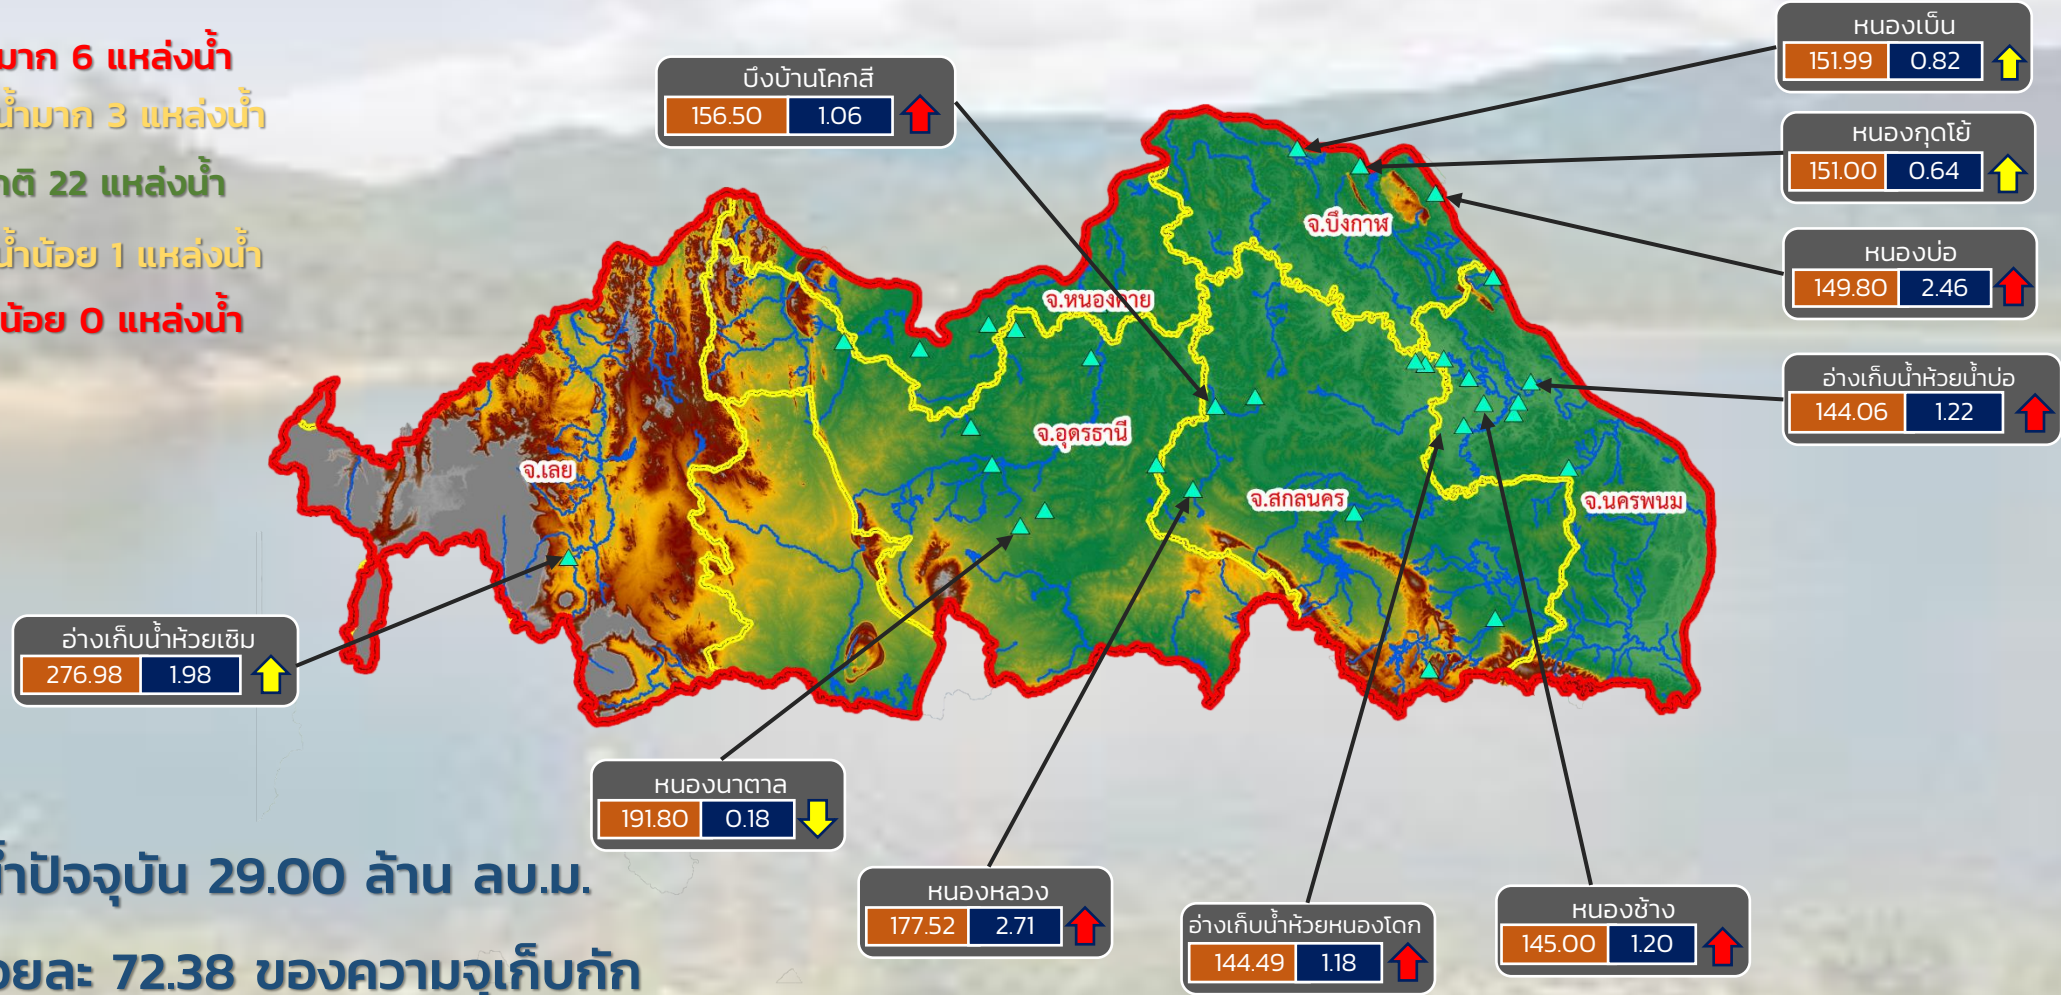 มาก 6 แหล่งน้ำ
น้ำมาก 3 แหล่งน้ำ
22 แหล่งน้ำ
น้ำน้อย 1 แหล่งน้ำ
น้อย 0 แหล่งน้ำ
บึงบ้านโคกสี
156.50 1.06
หนองเบ็น
151.99 0.82
หนองกุดโย้
151.00 0.64
หนองบ่อ
149.80 2.46
อ่างเก็บน้ำห้วยน้ำบ่อ
144.06 1.22
จ.บึงกาฬ
จ.หนองคาย
จ.อุดรธานี
จ.เลย
จ.สกลนคร
จ.นครพนม
อ่างเก็บน้ำห้วยเซิม
276.98 1.98
หนองนาตาล
191.80 0.18
หนองหลวง
177.52 2.71
อ่างเก็บน้ำห้วยหนองโดก
144.49 1.18
หนองช้าง
145.00 1.20
ปัจจุบัน 29.00 ล้าน ลบ.ม.
72.38 ของความจุเก็บกัก